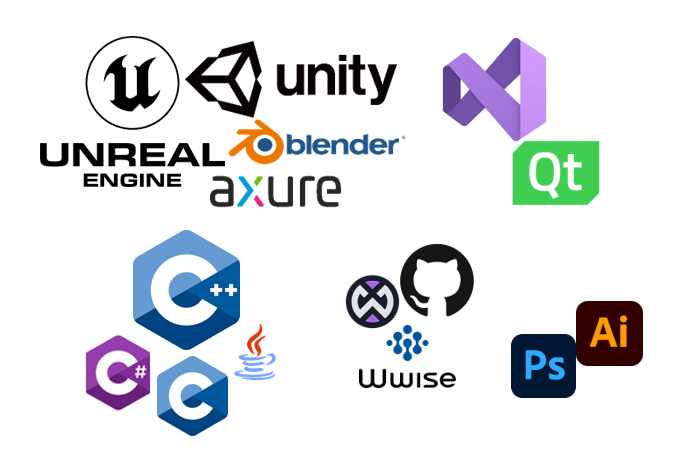 unity
UNREAL
ENGINE
blender
axure
Qt
C++
C#
C
Wwise
Ai
Ps